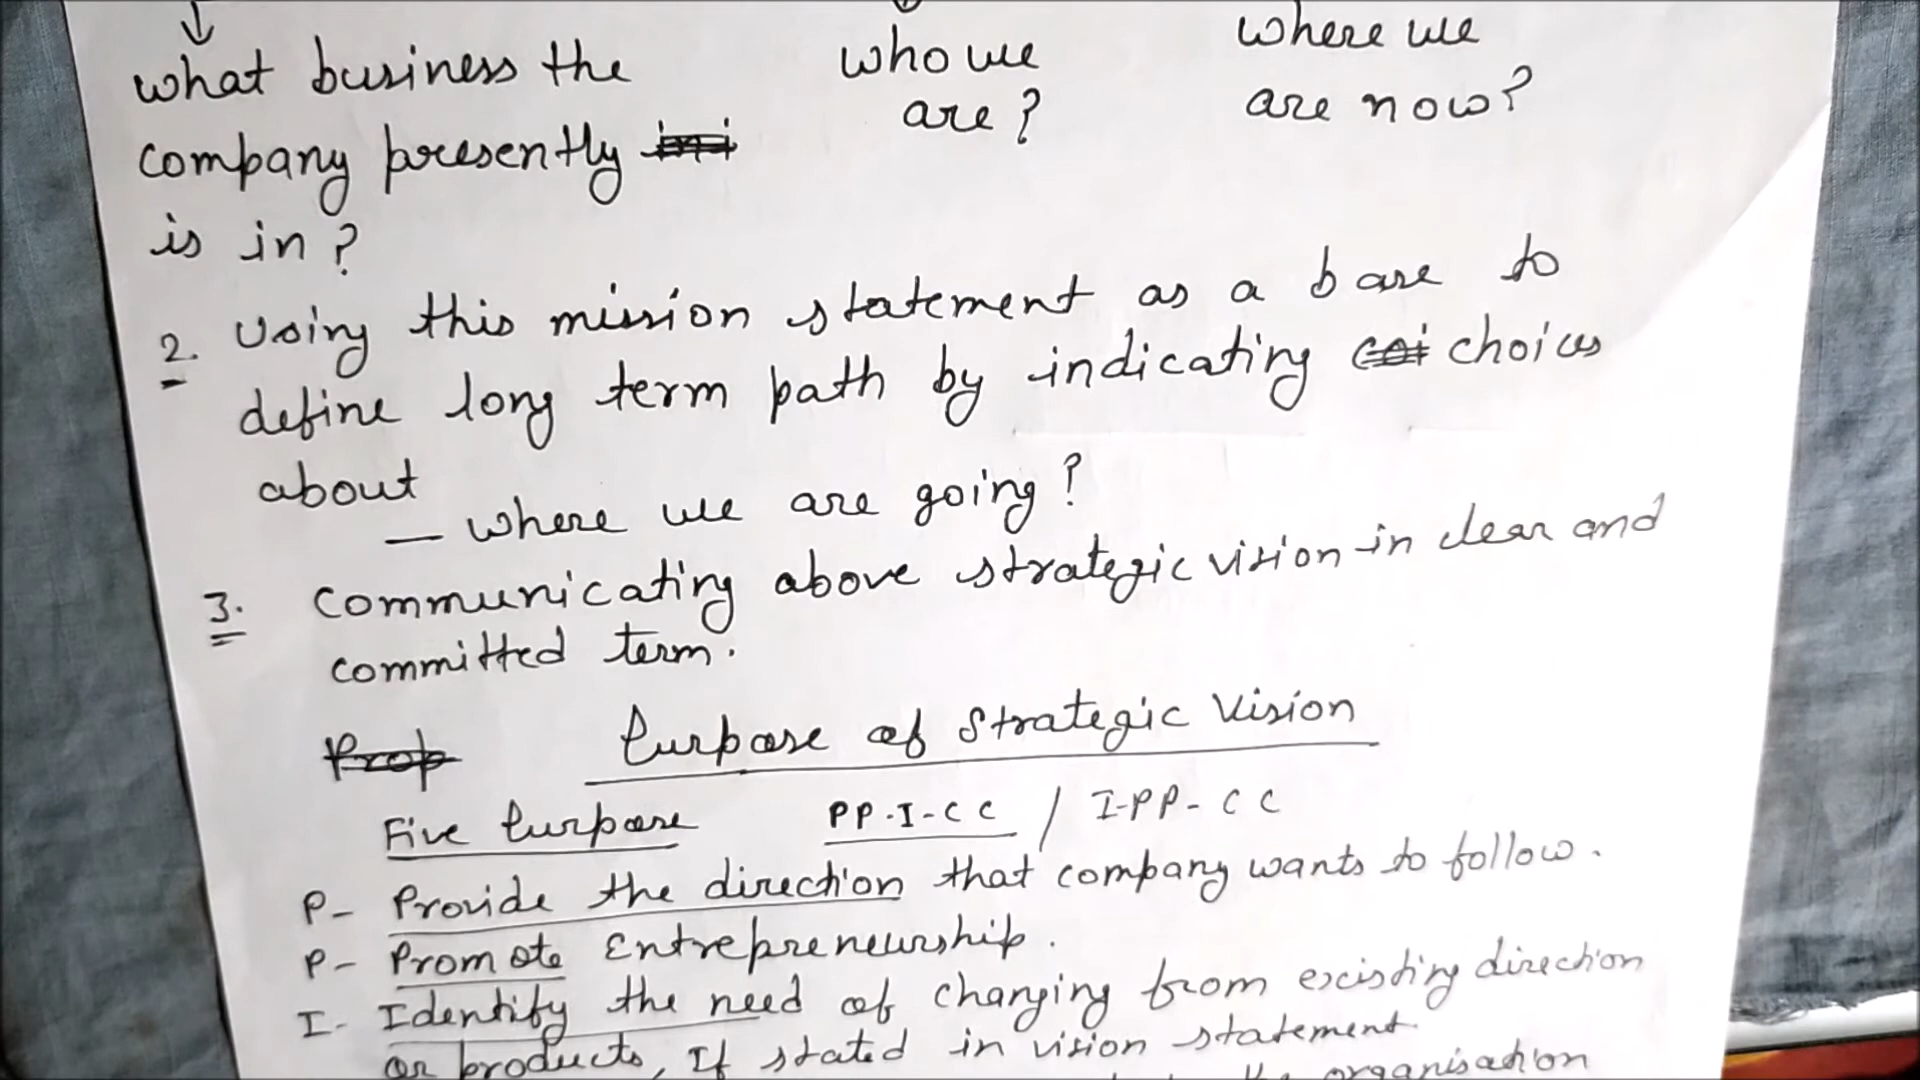 what business the
company presently
is in?
who we
are?
where we
are now?
2. Using this mission statement as a base to
define long term path by indicating choices
about
— where we are going?
3. Communicating above strategic vision in clear and
committed term.
Prop Purpose of Strategic Vision
Five Purpose PP-I-CC / I-PP-CC
P- Provide the direction that company wants to follow.
P- Promote Entrepreneurship.
I- Identify the need of changing from existing direction
or products, If stated in vision statement.
organisation